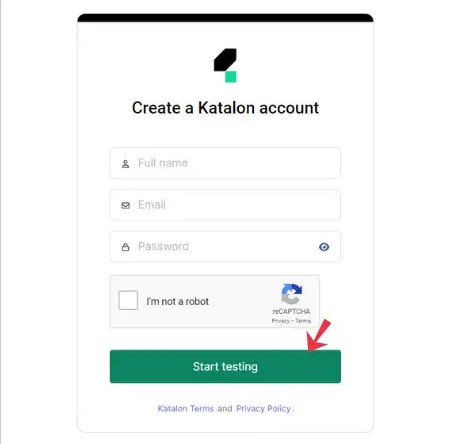 Create a Katalon account
Full name
Email
Password
I'm not a robot
reCAPTCHA
Privacy - Terms
Start testing
Katalon Terms and Privacy Policy.